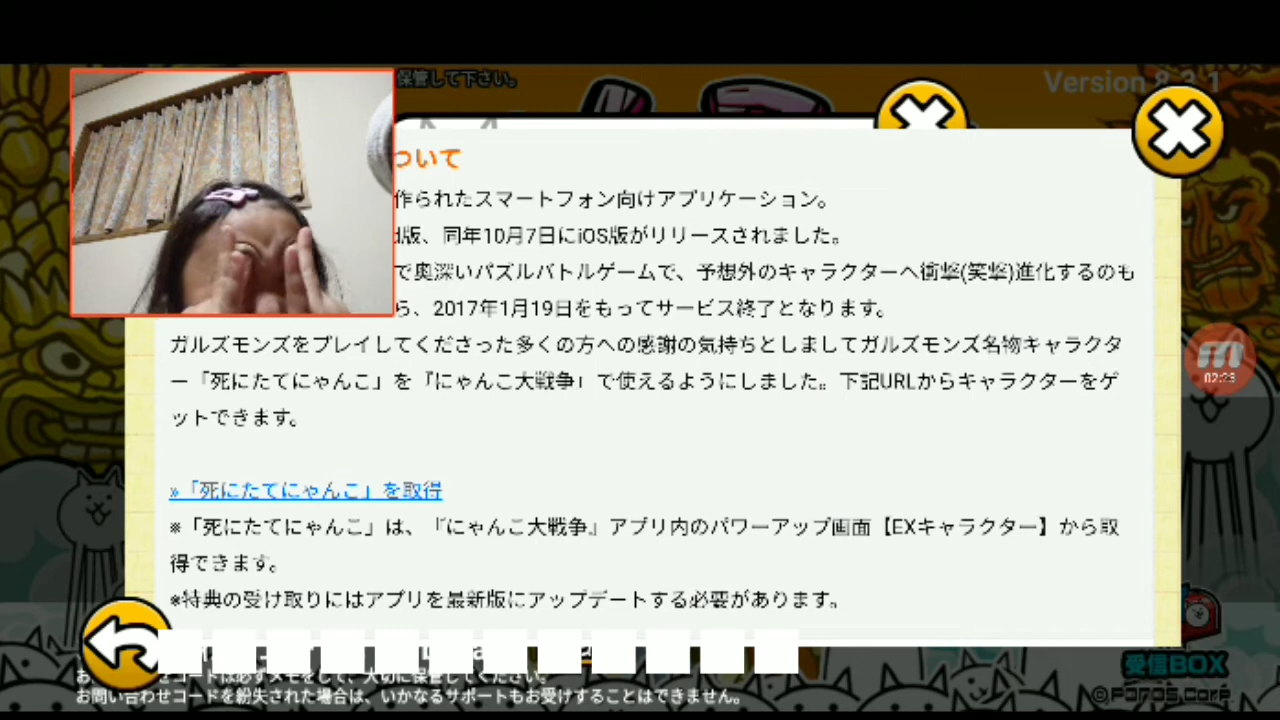 保管して下さい。
Version 8.3.1
ついて
作られたスマートフォン向けアプリケーション。
版、同年10月7日にiOS版がリリースされました。
で奥深いパズルバトルゲームで、予想外のキャラクターへ衝撃(笑撃)進化するのも
ら、2017年1月19日をもってサービス終了となります。
ガルズモンズをプレイしてくださった多くの方への感謝の気持ちとしましてガルズモンズ名物キャラクタ
ー「死にたてにゃんこ」を『にゃんこ大戦争』で使えるようにしました。下記URLからキャラクターをゲ
ットできます。
02:23
»「死にたてにゃんこ」を取得
※「死にたてにゃんこ」は、『にゃんこ大戦争』アプリ内のパワーアップ画面【EXキャラクター】から取
得できます。
※特典の受け取りにはアプリを最新版にアップデートする必要があります。
受信BOX
せコードは必ずメモをして、大切に保管してください。
お問い合わせコードを紛失された場合は、いかなるサポートもお受けすることはできません。
©PONOS Corp.